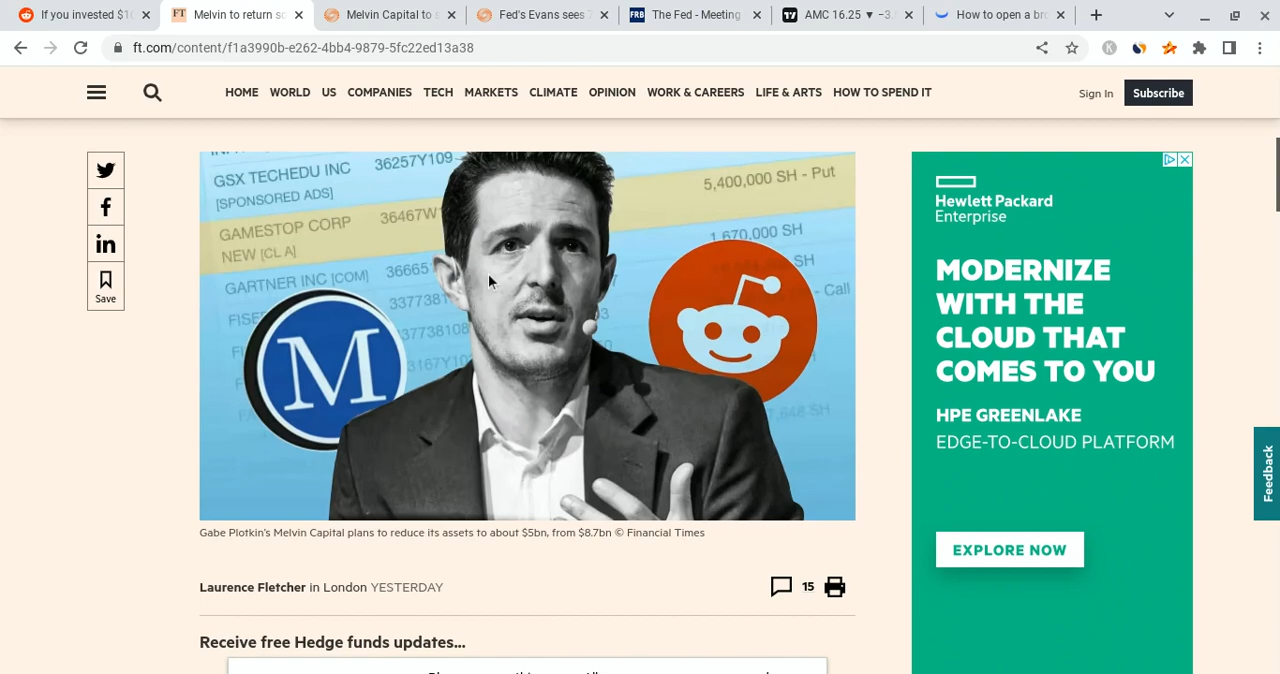 If you invested $1
Melvin to return so
Melvin Capital to s
Fed's Evans sees
The Fed - Meeting
AMC 16.25 ▼ −3.
How to open a bro
ft.com/content/f1a3990b-e262-4bb4-9879-5fc22ed13a38
HOME WORLD US COMPANIES TECH MARKETS CLIMATE OPINION WORK & CAREERS LIFE & ARTS HOW TO SPEND IT
Sign In
Subscribe
Save
GSX TECHEDU INC 36257Y109
[SPONSORED ADS]
GAMESTOP CORP 36467W
NEW [CL A]
5,400,000 SH - Put
GARTNER INC [COM]
1,670,000 SH
SH
- Call
M
Gabe Plotkin's Melvin Capital plans to reduce its assets to about $5bn, from $8.7bn © Financial Times
Laurence Fletcher in London YESTERDAY
15
Receive free Hedge funds updates...
Hewlett Packard
Enterprise
MODERNIZE
WITH THE
CLOUD THAT
COMES TO YOU
HPE GREENLAKE
EDGE-TO-CLOUD PLATFORM
EXPLORE NOW
Feedback